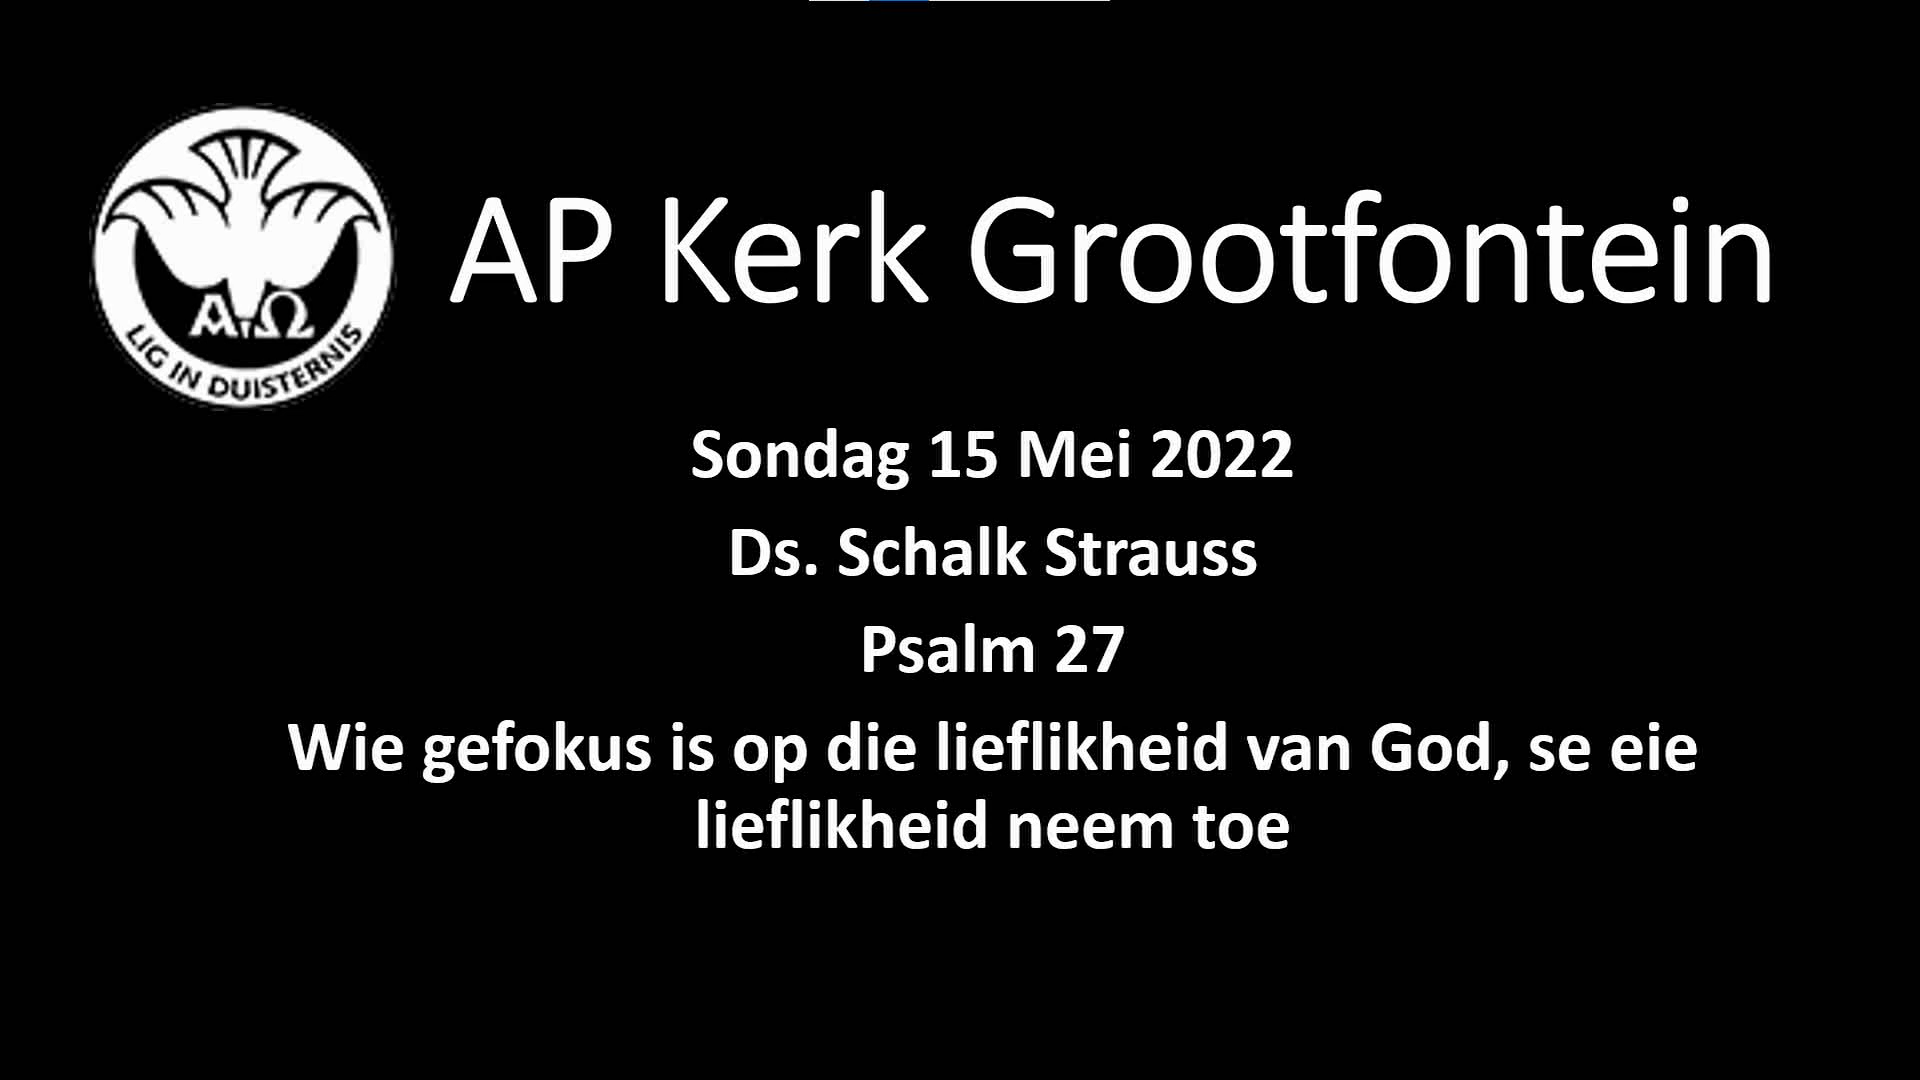 AP Kerk Grootfontein
ΑΩ
LIG IN DUISTERNIS
Sondag 15 Mei 2022
Ds. Schalk Strauss
Psalm 27
Wie gefokus is op die lieflikheid van God, se eie
lieflikheid neem toe